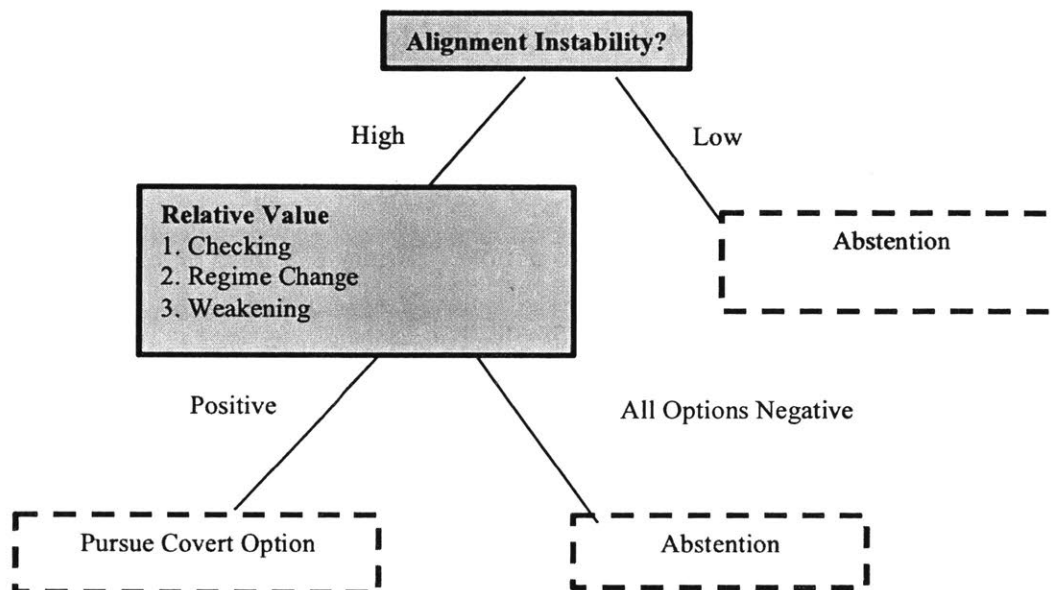 Alignment Instability?
High
Low
Relative Value
1. Checking
2. Regime Change
3. Weakening
Abstention
Positive
All Options Negative
Pursue Covert Option
Abstention